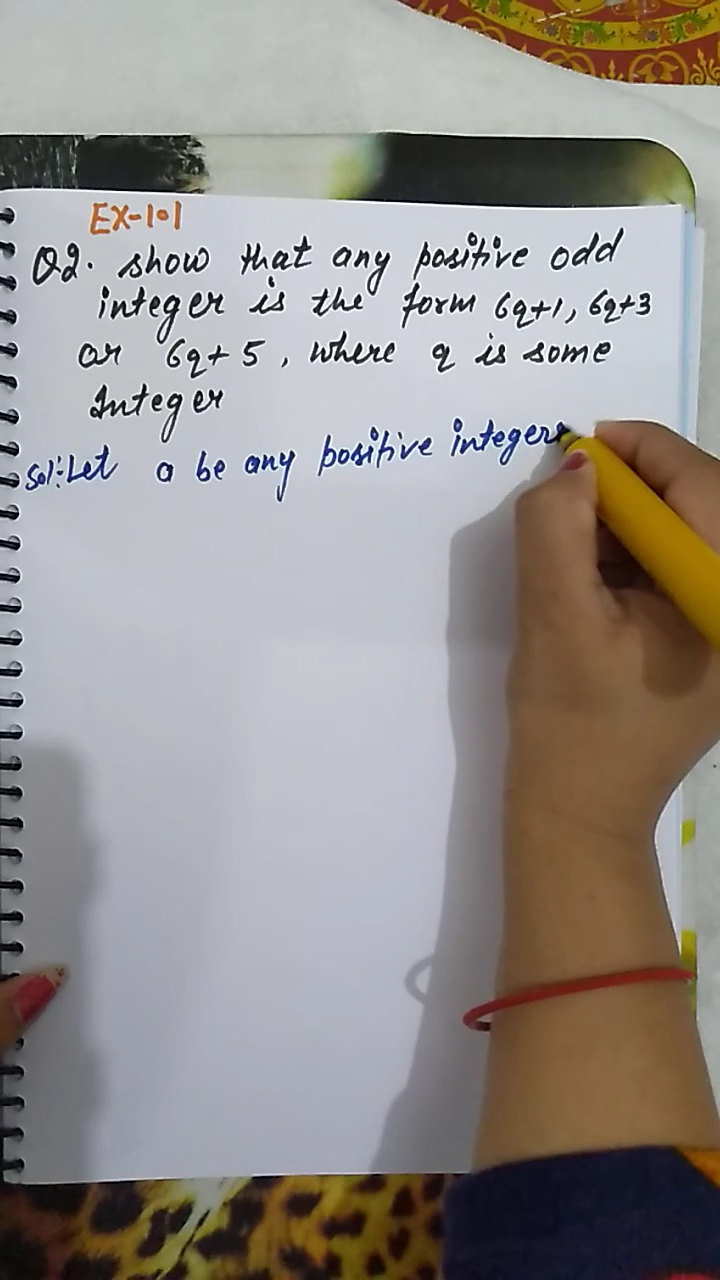 EX-1.1
Q2. show that any positive odd
integer is the form 6q+1, 6q+3
or 6q+5, where q is some
Integer
Sol:- Let a be any positive integer